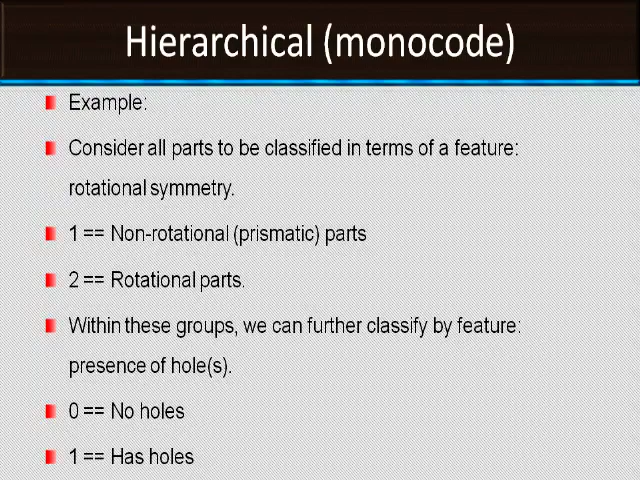 Hierarchical (monocode)
Example:
Consider all parts to be classified in terms of a feature:
rotational symmetry.
1 == Non-rotational (prismatic) parts
2 == Rotational parts.
Within these groups, we can further classify by feature:
presence of hole(s).
0 == No holes
1 == Has holes